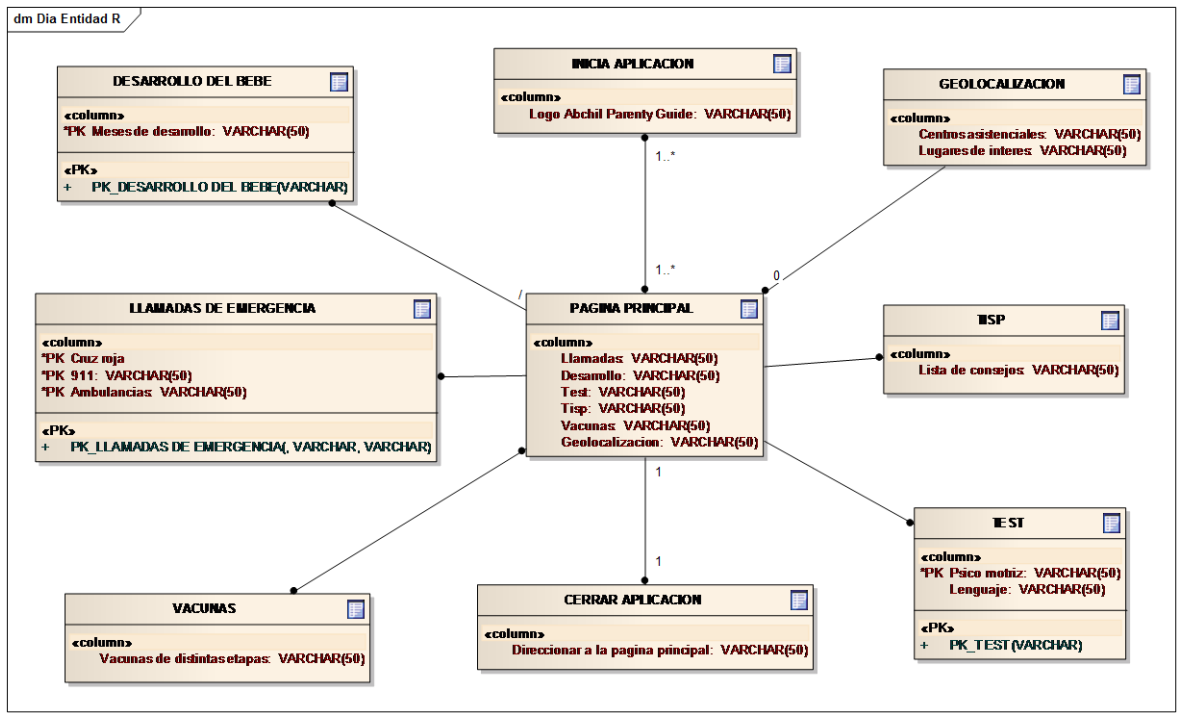 dm Dia Entidad R
DESARROLLO DEL BEBE
«column»
*PK Meses de desarrollo: VARCHAR(50)
«PK»
+ PK_DESARROLLO DEL BEBE(VARCHAR)
INICIA APLICACION
«column»
Logo Abchil Parenty Guide: VARCHAR(50)
1..*
1..*
GEOLOCALIZACION
«column»
Centros asistenciales: VARCHAR(50)
Lugares de interes: VARCHAR(50)
0
/
LLAMADAS DE EMERGENCIA
«column»
*PK Cruz roja
*PK 911: VARCHAR(50)
*PK Ambulancias: VARCHAR(50)
«PK»
+ PK_LLAMADAS DE EMERGENCIA(, VARCHAR, VARCHAR)
PAGINA PRINCIPAL
«column»
Llamadas: VARCHAR(50)
Desarrollo: VARCHAR(50)
Test: VARCHAR(50)
Tisp: VARCHAR(50)
Vacunas: VARCHAR(50)
Geolocalizacion: VARCHAR(50)
TISP
«column»
Lista de consejos: VARCHAR(50)
1
1
TEST
«column»
*PK Psico motriz: VARCHAR(50)
Lenguaje: VARCHAR(50)
«PK»
+ PK_TEST(VARCHAR)
VACUNAS
«column»
Vacunas de distintas etapas: VARCHAR(50)
CERRAR APLICACION
«column»
Direccionar a la pagina principal: VARCHAR(50)